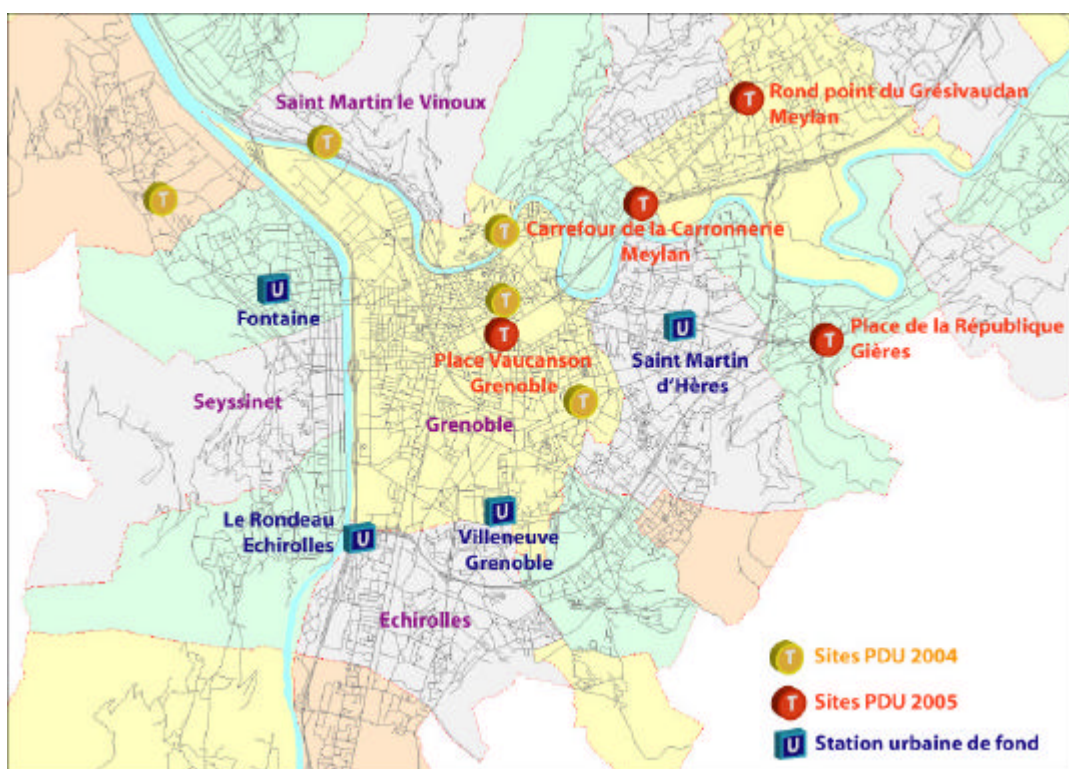 Saint Martin le Vinoux
T
T
Rond point du Grésivaudan
Meylan
T
T
T
Carrefour de la Carronnerie
Meylan
U
Fontaine
T
T
Place Vaucanson
Grenoble
U
Saint Martin
d'Hères
T
Place de la République
Gières
Seyssinet
T
Grenoble
Le Rondeau
Echirolles
U
U
Villeneuve
Grenoble
Echirolles
T Sites PDU 2004
T Sites PDU 2005
U Station urbaine de fond